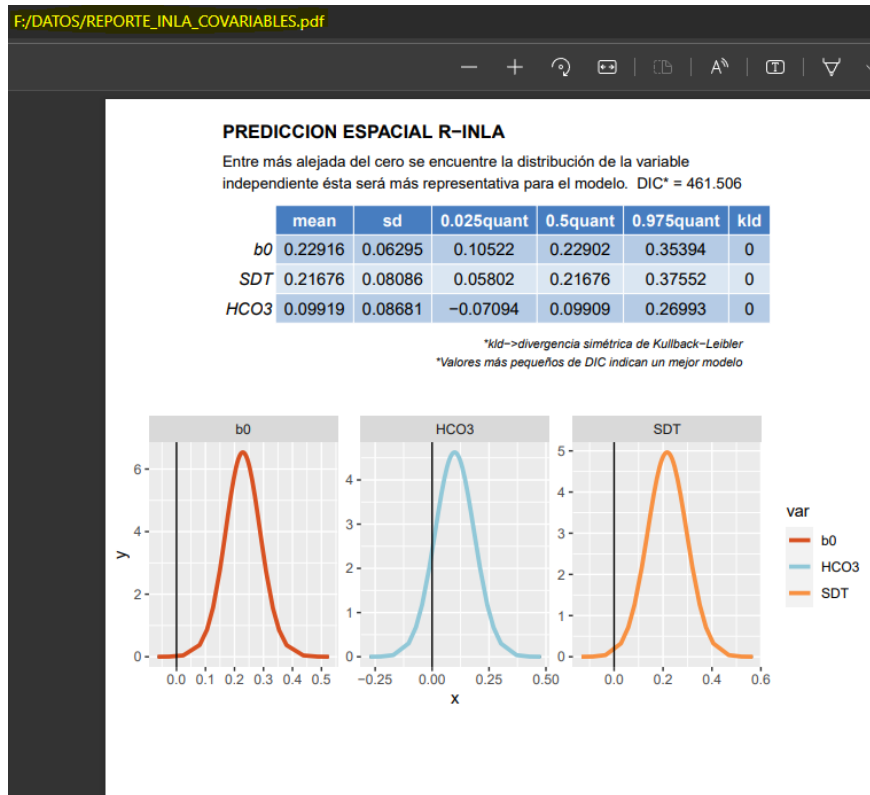 F:/DATOS/REPORTE_INLA_COVARIABLES.pdf
PREDICCION ESPACIAL R−INLA
Entre más alejada del cero se encuentre la distribución de la variable
independiente ésta será más representativa para el modelo. DIC* = 461.506
mean sd 0.025quant 0.5quant 0.975quant kld
b0 0.22916 0.06295 0.10522 0.22902 0.35394 0
SDT 0.21676 0.08086 0.05802 0.21676 0.37552 0
HCO3 0.09919 0.08681 −0.07094 0.09909 0.26993 0
*kld−>divergencia simétrica de Kullback−Leibler
*Valores más pequeños de DIC indican un mejor modelo
b0 HCO3 SDT
y
6
4
2
0
4
3
2
1
0
5
4
3
2
1
0
0.0 0.1 0.2 0.3 0.4 0.5
−0.25 0.00 0.25 0.50
0.0 0.2 0.4 0.6
x
var
b0
HCO3
SDT